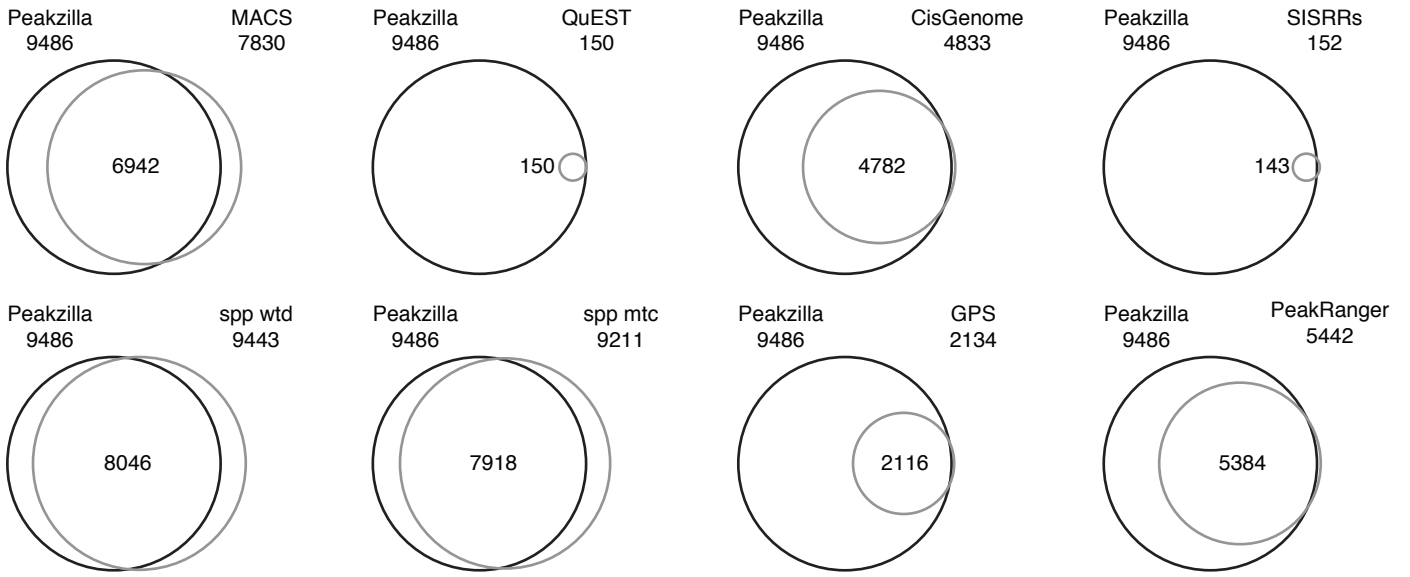 Peakzilla MACS
9486 7830
6942
Peakzilla QuEST
9486 150
150
Peakzilla CisGenome
9486 4833
4782
Peakzilla SISRRs
9486 152
143
Peakzilla spp wtd
9486 9443
8046
Peakzilla spp mtc
9486 9211
7918
Peakzilla GPS
9486 2134
2116
Peakzilla PeakRanger
9486 5442
5384